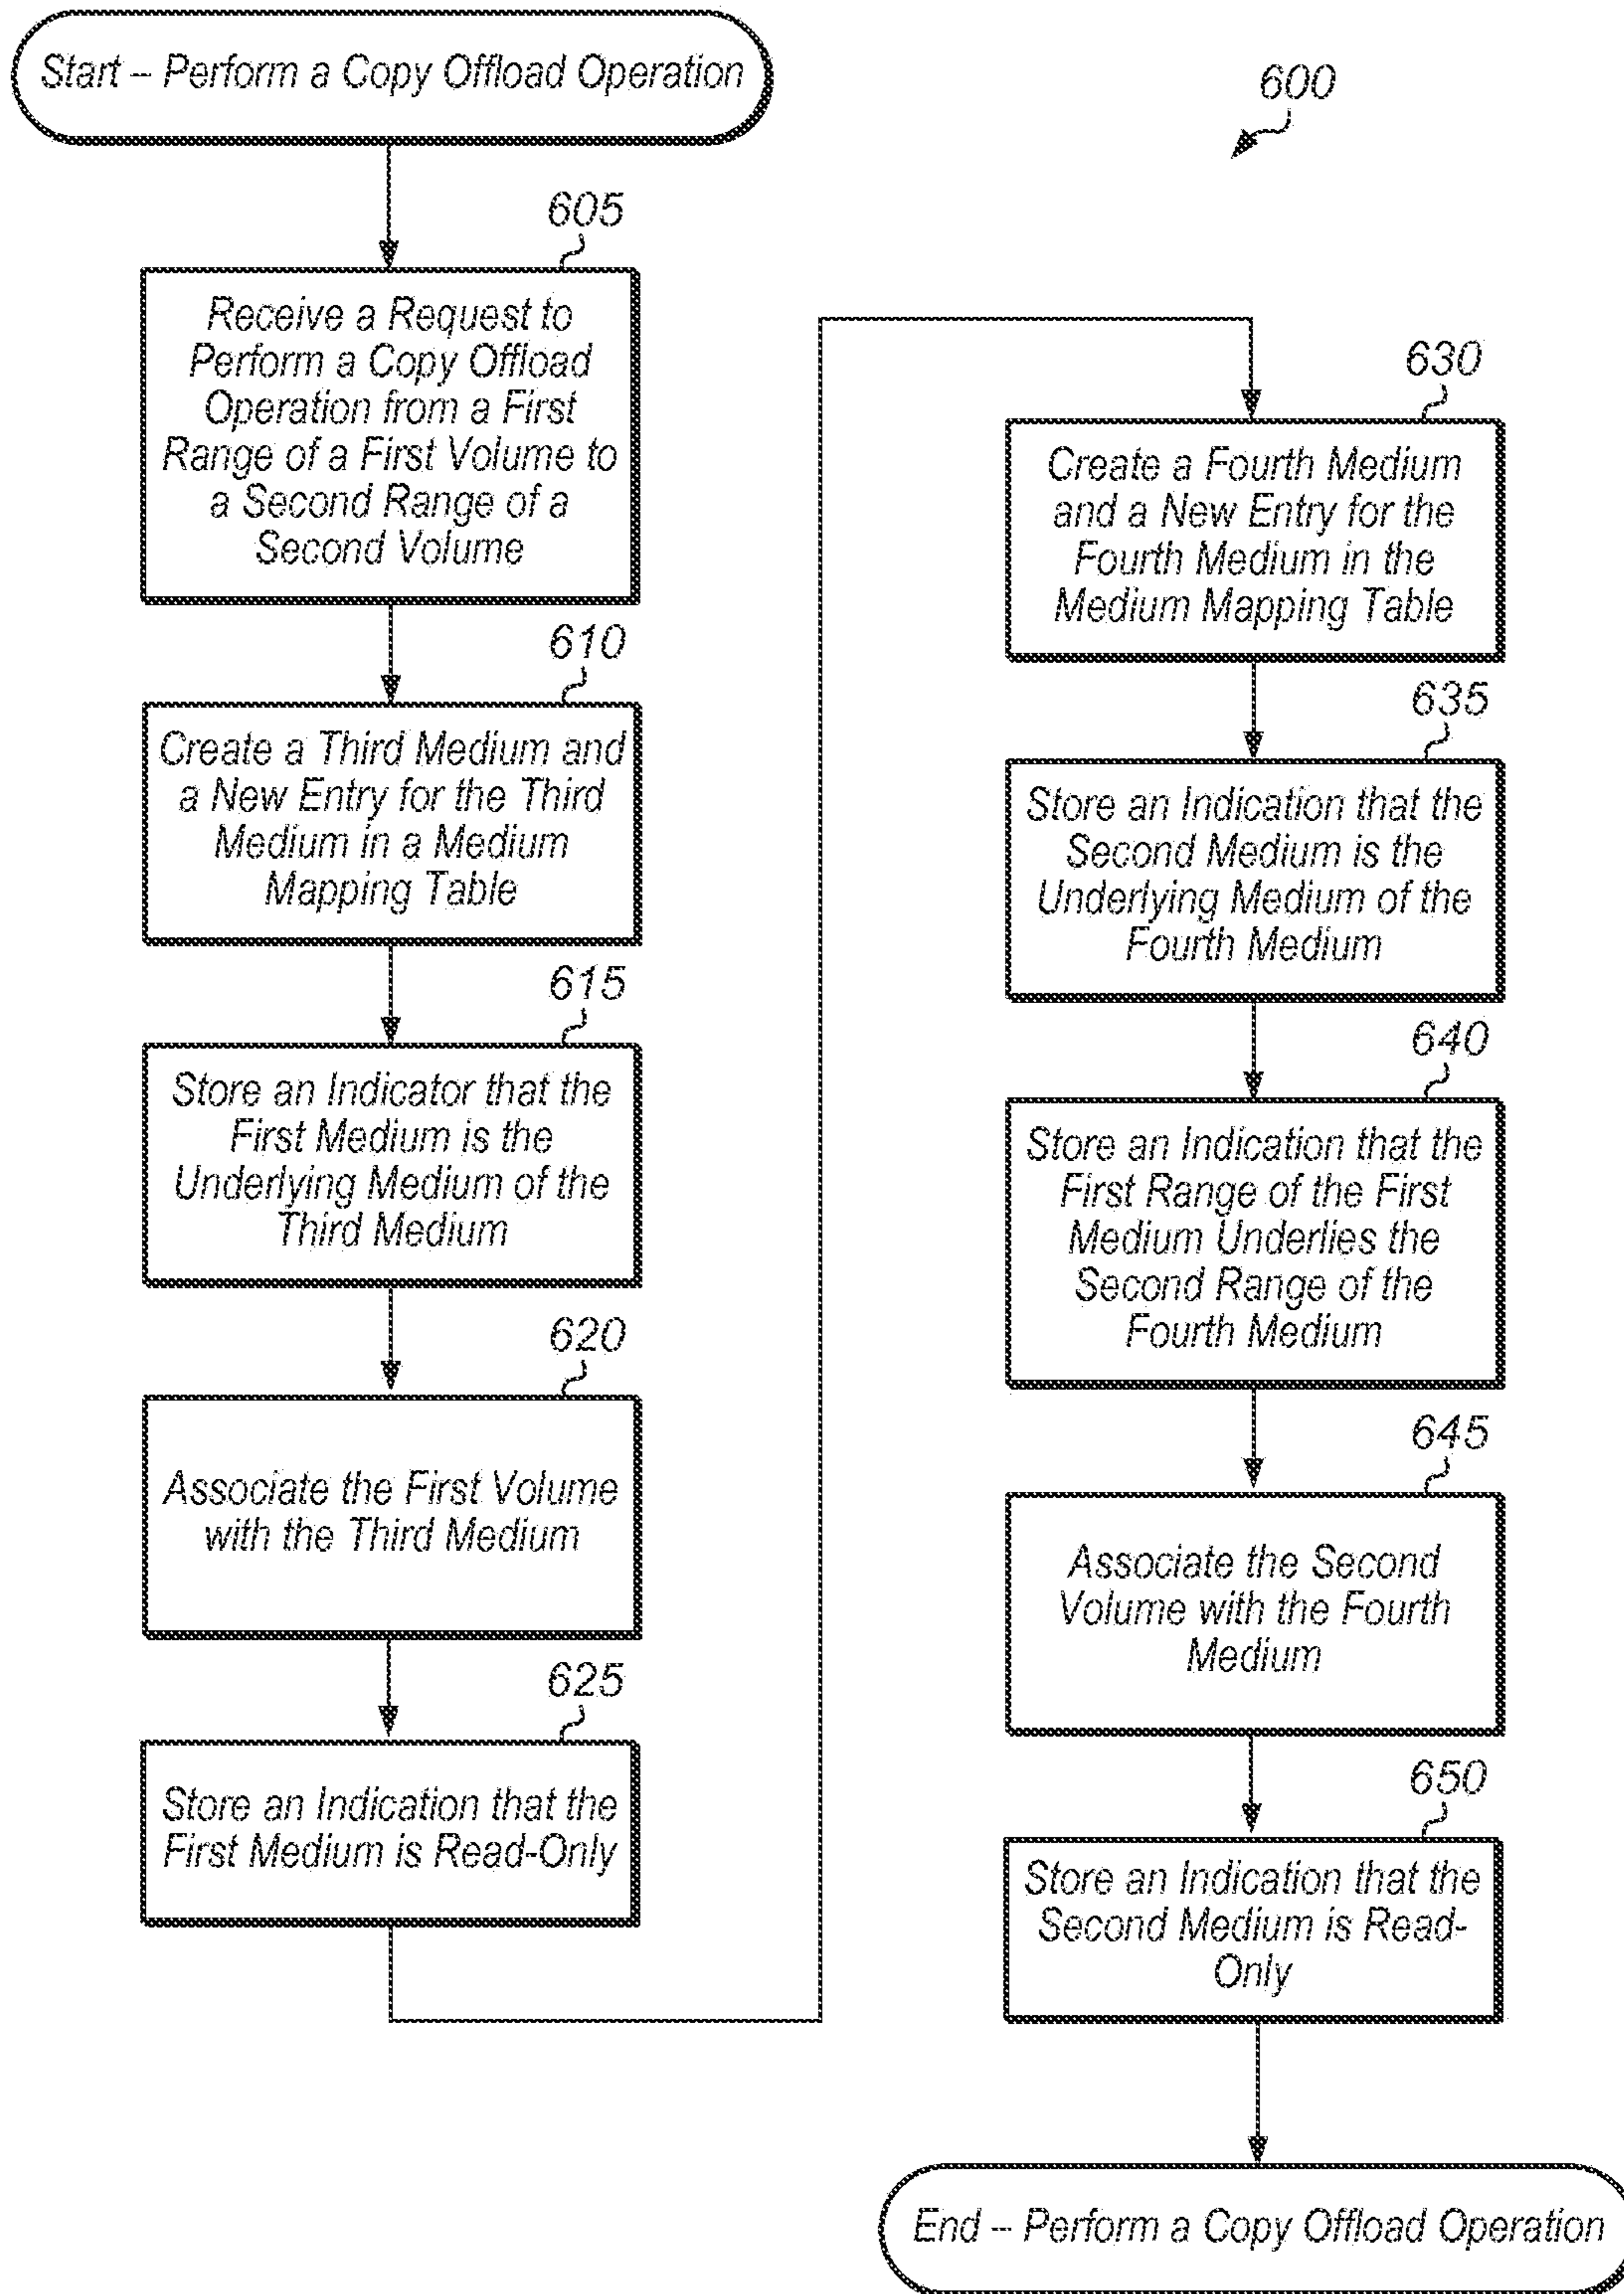 Start – Perform a Copy Offload Operation
600
605
Receive a Request to
Perform a Copy Offload
Operation from a First
Range of a First Volume to
a Second Range of a
Second Volume
610
Create a Third Medium and
a New Entry for the Third
Medium in a Medium
Mapping Table
615
Store an Indicator that the
First Medium is the
Underlying Medium of the
Third Medium
620
Associate the First Volume
with the Third Medium
625
Store an Indication that the
First Medium is Read-Only
630
Create a Fourth Medium
and a New Entry for the
Fourth Medium in the
Medium Mapping Table
635
Store an Indication that the
Second Medium is the
Underlying Medium of the
Fourth Medium
640
Store an Indication that the
First Range of the First
Medium Underlies the
Second Range of the
Fourth Medium
645
Associate the Second
Volume with the Fourth
Medium
650
Store an Indication that the
Second Medium is Read-
Only
End – Perform a Copy Offload Operation